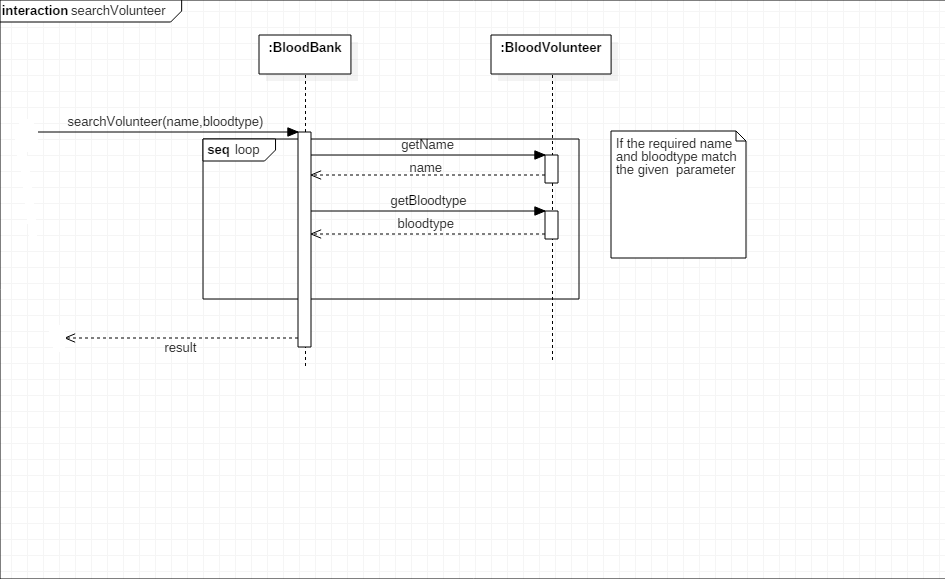 interaction searchVolunteer
:BloodBank
:BloodVolunteer
searchVolunteer(name,bloodtype)
seq loop
getName
name
getBloodtype
bloodtype
result
If the required name
and bloodtype match
the given  parameter